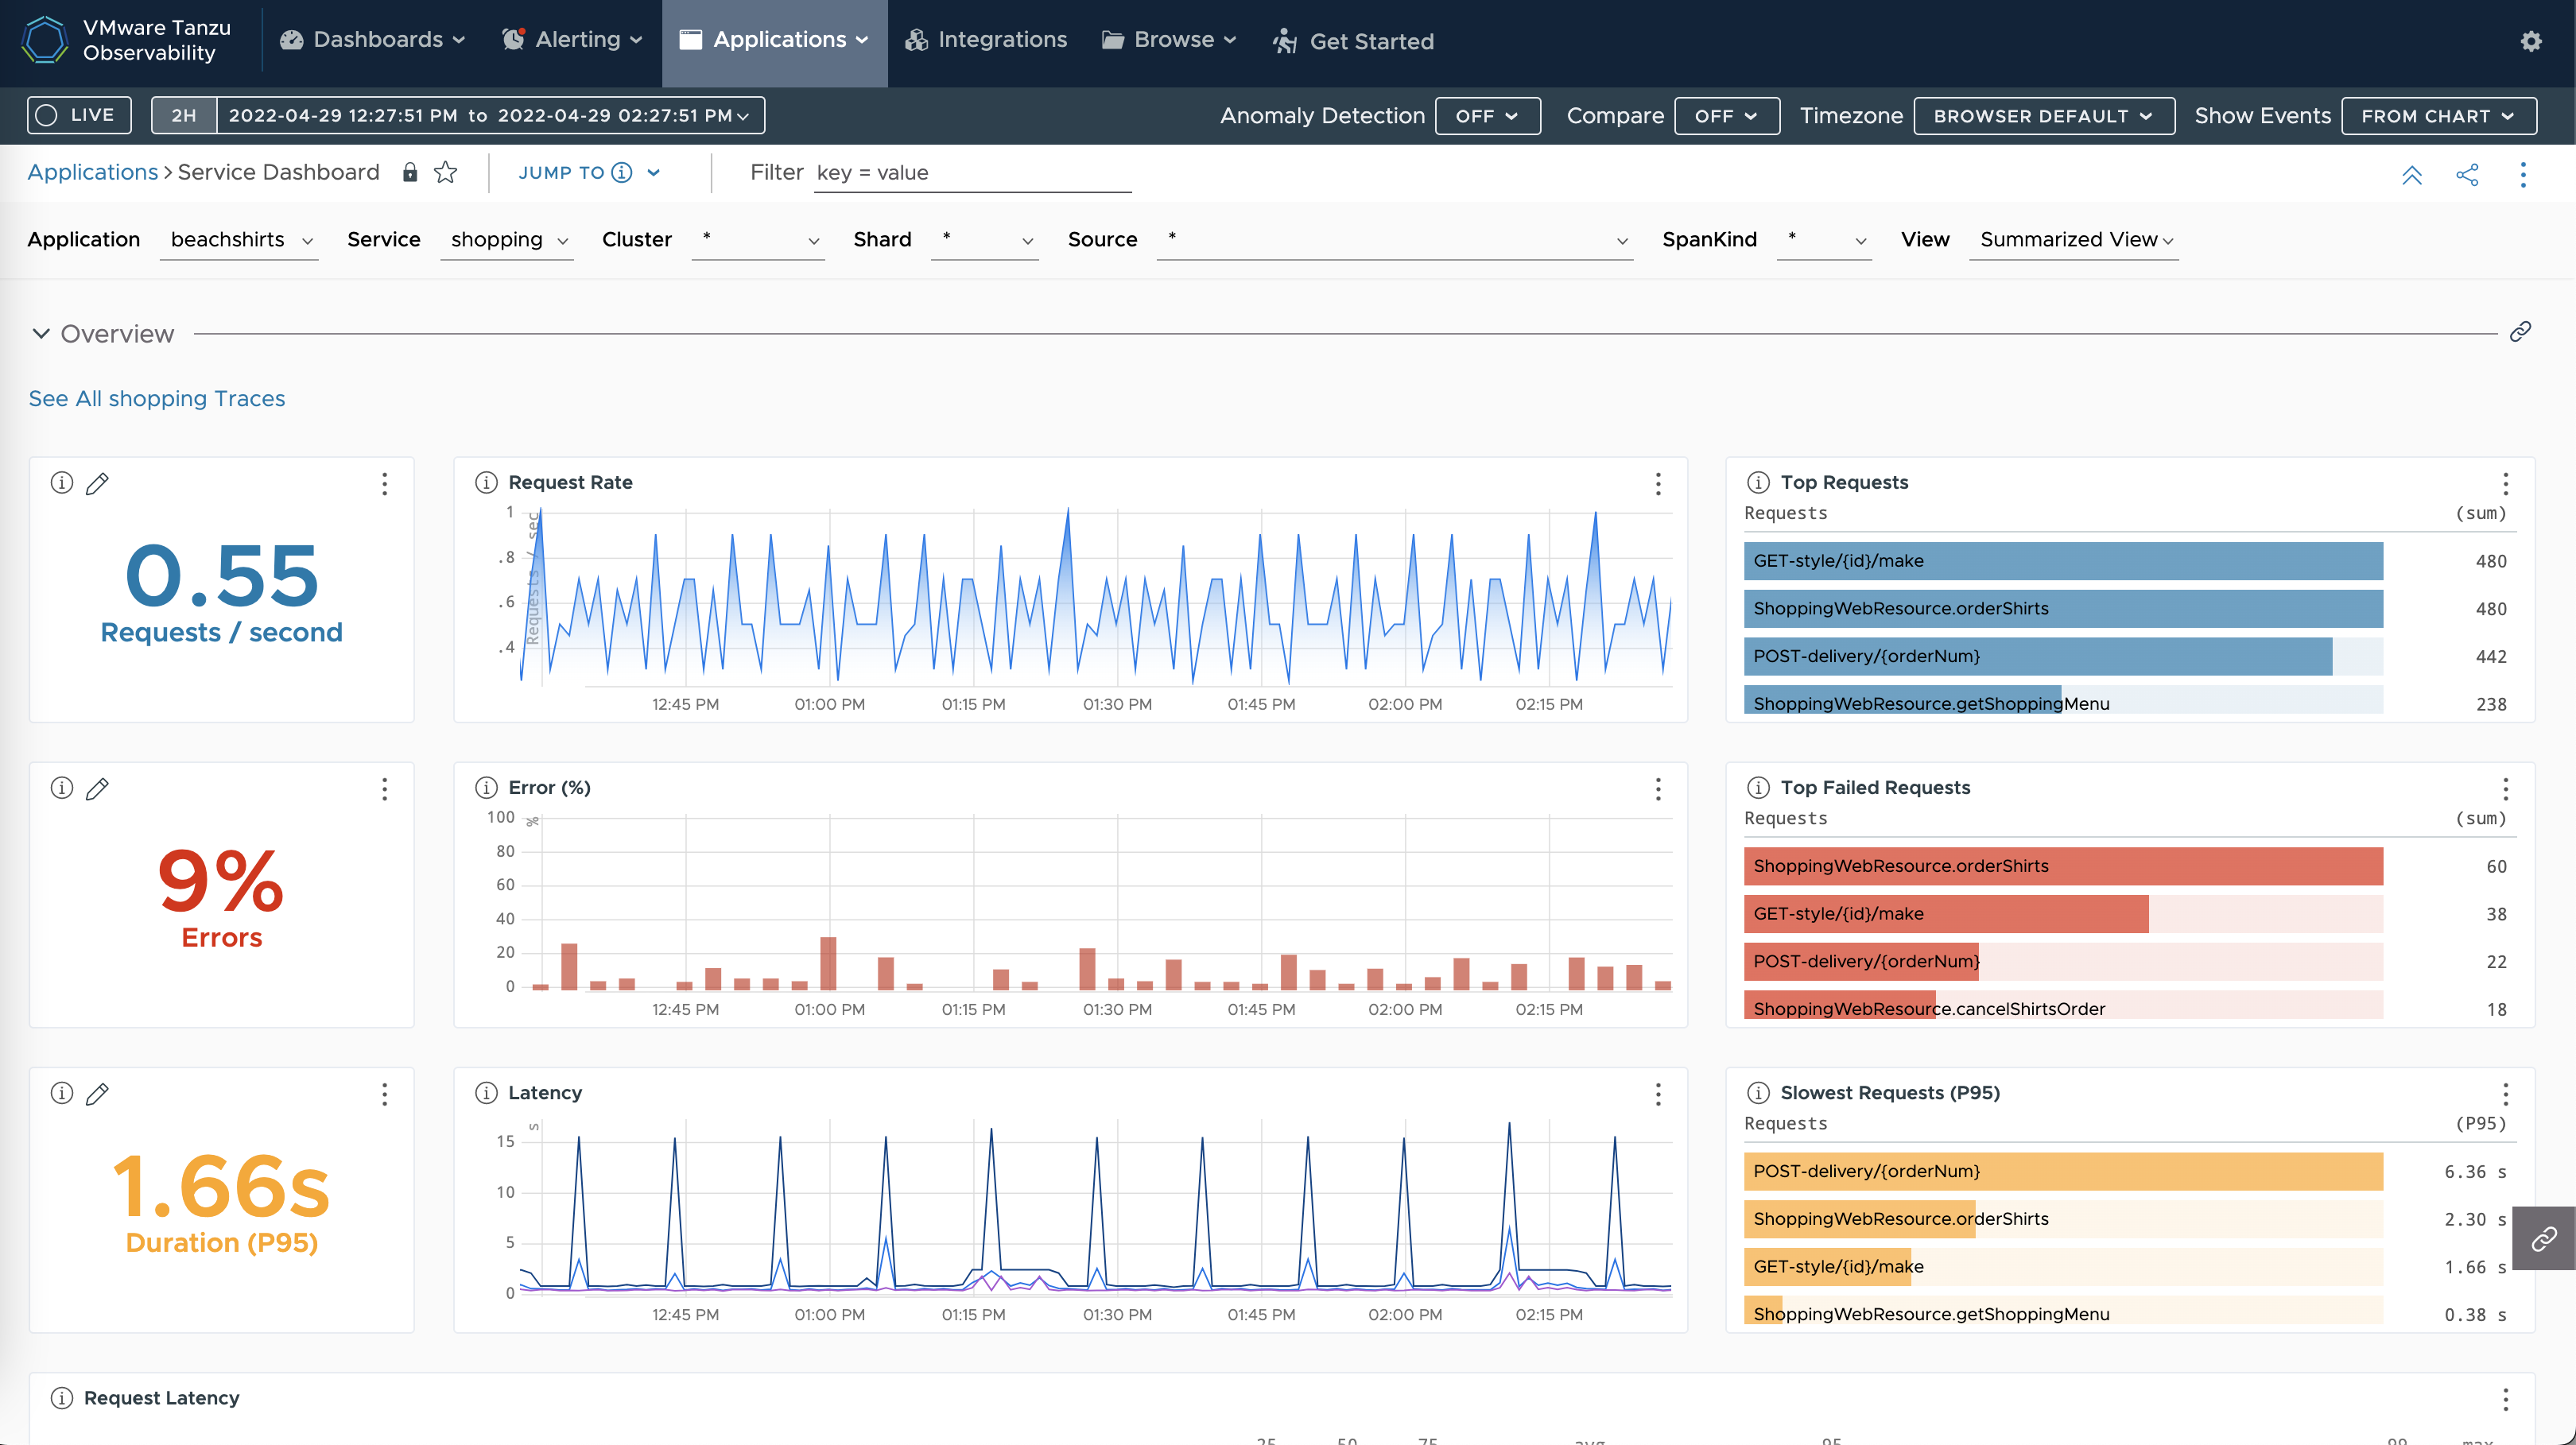 VMware Tanzu
Observability
Dashboards
Alerting
Applications
Integrations
Browse
Get Started
LIVE
2H
2022-04-29 12:27:51 PM to 2022-04-29 02:27:51 PM
Anomaly Detection
OFF
Compare
OFF
Timezone
BROWSER DEFAULT
Show Events
FROM CHART
Applications > Service Dashboard
JUMP TO
Filter key = value
Application beachshirts
Service shopping
Cluster *
Shard *
Source *
SpanKind *
View Summarized View
Overview
See All shopping Traces
0.55
Requests / second
Request Rate
Requests / sec
1
.8
.6
.4
12:45 PM 01:00 PM 01:15 PM 01:30 PM 01:45 PM 02:00 PM 02:15 PM
Top Requests
Requests (sum)
GET-style/{id}/make 480
ShoppingWebResource.orderShirts 480
POST-delivery/{orderNum} 442
ShoppingWebResource.getShoppingMenu 238
9%
Errors
Error (%)
%
100
80
60
40
20
0
12:45 PM 01:00 PM 01:15 PM 01:30 PM 01:45 PM 02:00 PM 02:15 PM
Top Failed Requests
Requests (sum)
ShoppingWebResource.orderShirts 60
GET-style/{id}/make 38
POST-delivery/{orderNum} 22
ShoppingWebResource.cancelShirtsOrder 18
1.66s
Duration (P95)
Latency
s
15
10
5
0
12:45 PM 01:00 PM 01:15 PM 01:30 PM 01:45 PM 02:00 PM 02:15 PM
Slowest Requests (P95)
Requests (P95)
POST-delivery/{orderNum} 6.36 s
ShoppingWebResource.orderShirts 2.30 s
GET-style/{id}/make 1.66 s
ShoppingWebResource.getShoppingMenu 0.38 s
Request Latency